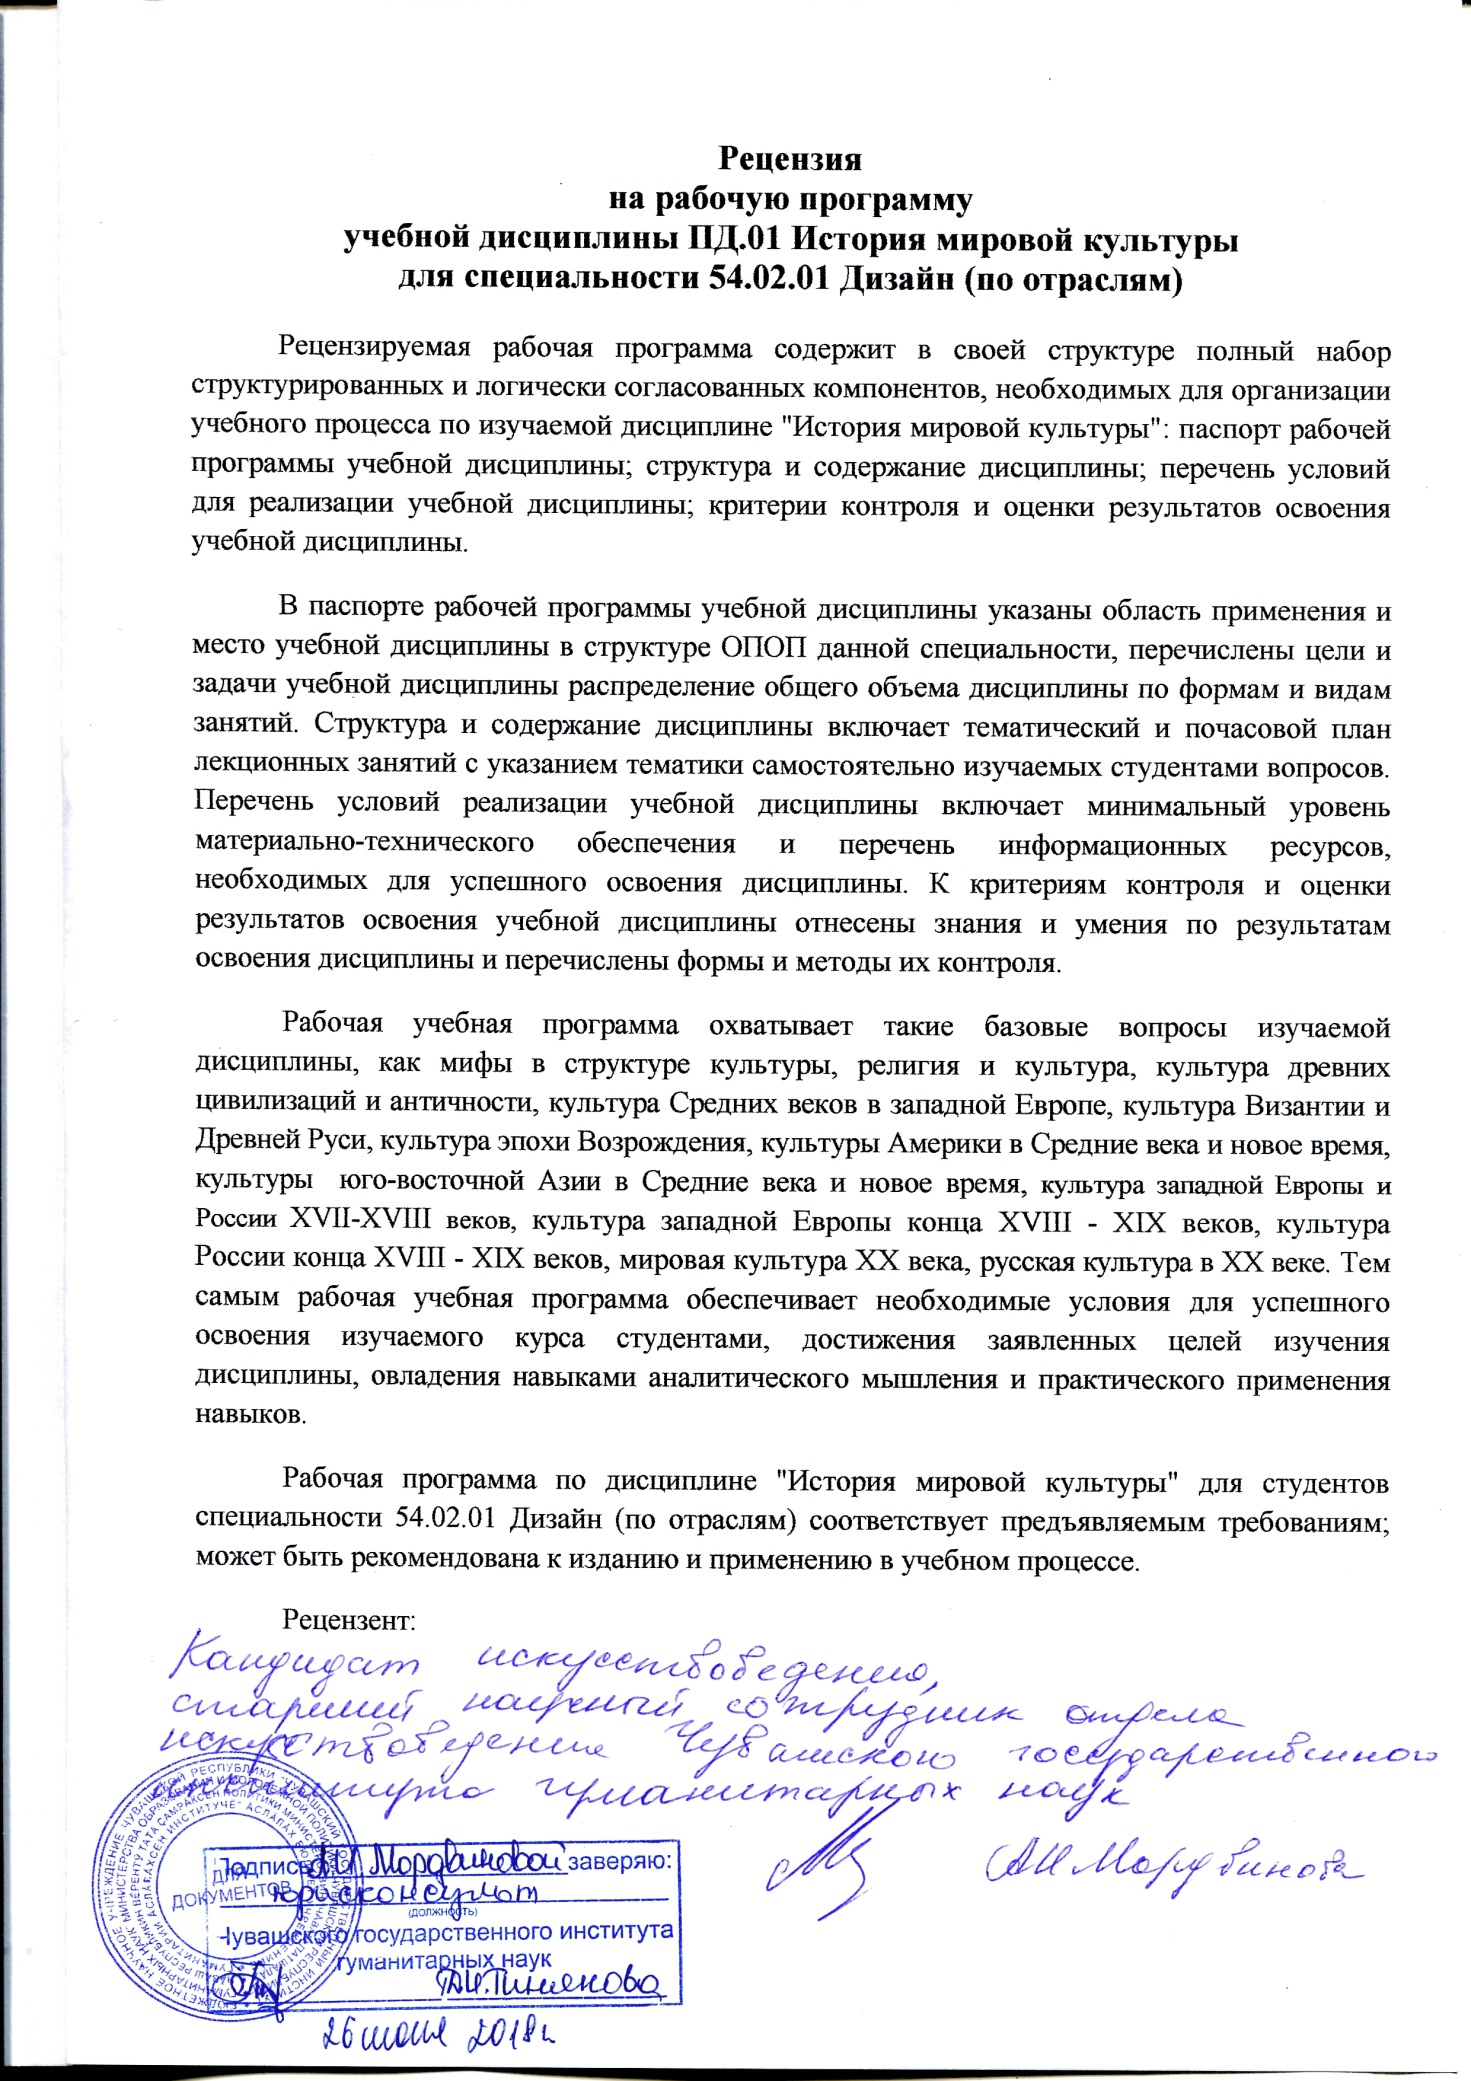 Рецензия
на рабочую программу
учебной дисциплины ПД.01 История мировой культуры
для специальности 54.02.01 Дизайн (по отраслям)
Рецензируемая рабочая программа содержит в своей структуре полный набор
структурированных и логически согласованных компонентов, необходимых для организации
учебного процесса по изучаемой дисциплине "История мировой культуры": паспорт рабочей
программы учебной дисциплины; структура и содержание дисциплины; перечень условий
для реализации учебной дисциплины; критерии контроля и оценки результатов освоения
учебной дисциплины.
В паспорте рабочей программы учебной дисциплины указаны область применения и
место учебной дисциплины в структуре ОПОП данной специальности, перечислены цели и
задачи учебной дисциплины распределение общего объема дисциплины по формам и видам
занятий. Структура и содержание дисциплины включает тематический и почасовой план
лекционных занятий с указанием тематики самостоятельно изучаемых студентами вопросов.
Перечень условий реализации учебной дисциплины включает минимальный уровень
материально-технического обеспечения и перечень информационных ресурсов,
необходимых для успешного освоения дисциплины. К критериям контроля и оценки
результатов освоения учебной дисциплины отнесены знания и умения по результатам
освоения дисциплины и перечислены формы и методы их контроля.
Рабочая учебная программа охватывает такие базовые вопросы изучаемой
дисциплины, как мифы в структуре культуры, религия и культура, культура древних
цивилизаций и античности, культура Средних веков в западной Европе, культура Византии и
Древней Руси, культура эпохи Возрождения, культуры Америки в Средние века и новое время,
культуры юго-восточной Азии в Средние века и новое время, культура западной Европы и
России XVII-XVIII веков, культура западной Европы конца XVIII - XIX веков, культура
России конца XVIII - XIX веков, мировая культура XX века, русская культура в XX веке. Тем
самым рабочая учебная программа обеспечивает необходимые условия для успешного
освоения изучаемого курса студентами, достижения заявленных целей изучения
дисциплины, овладения навыками аналитического мышления и практического применения
навыков.
Рабочая программа по дисциплине "История мировой культуры" для студентов
специальности 54.02.01 Дизайн (по отраслям) соответствует предъявляемым требованиям;
может быть рекомендована к изданию и применению в учебном процессе.
Рецензент:
Кандидат искусствоведения,
старший научный сотрудник отдела
искусствоведения Чувашского государственного
института гуманитарных наук
АИ Мордвинова
Подпись А.И. Мордвиновой заверяю:
ДЛЯ
ДОКУМЕНТОВ
юрисконсульт
(должность)
Чувашского государственного института
гуманитарных наук
26 июня 2018 г.